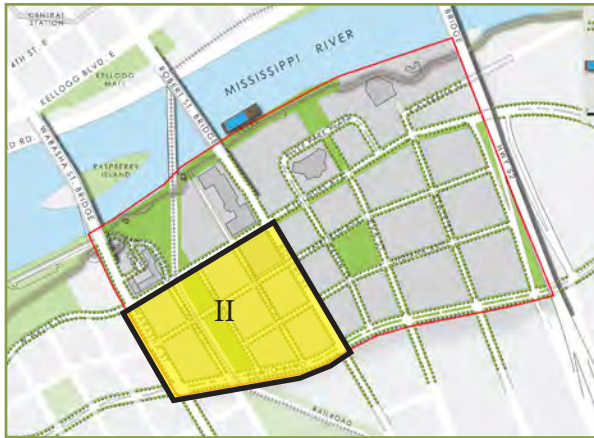 CENTRAL
STATION
4TH ST. E
KELLOGG BLVD. E
KELLOGG
MALL
ROBERT ST. BRIDGE
MISSISSIPPI RIVER
BRIDGE
WABASHA ST. BRIDGE
RASPBERRY
ISLAND
HWY 52
II
RAILROAD